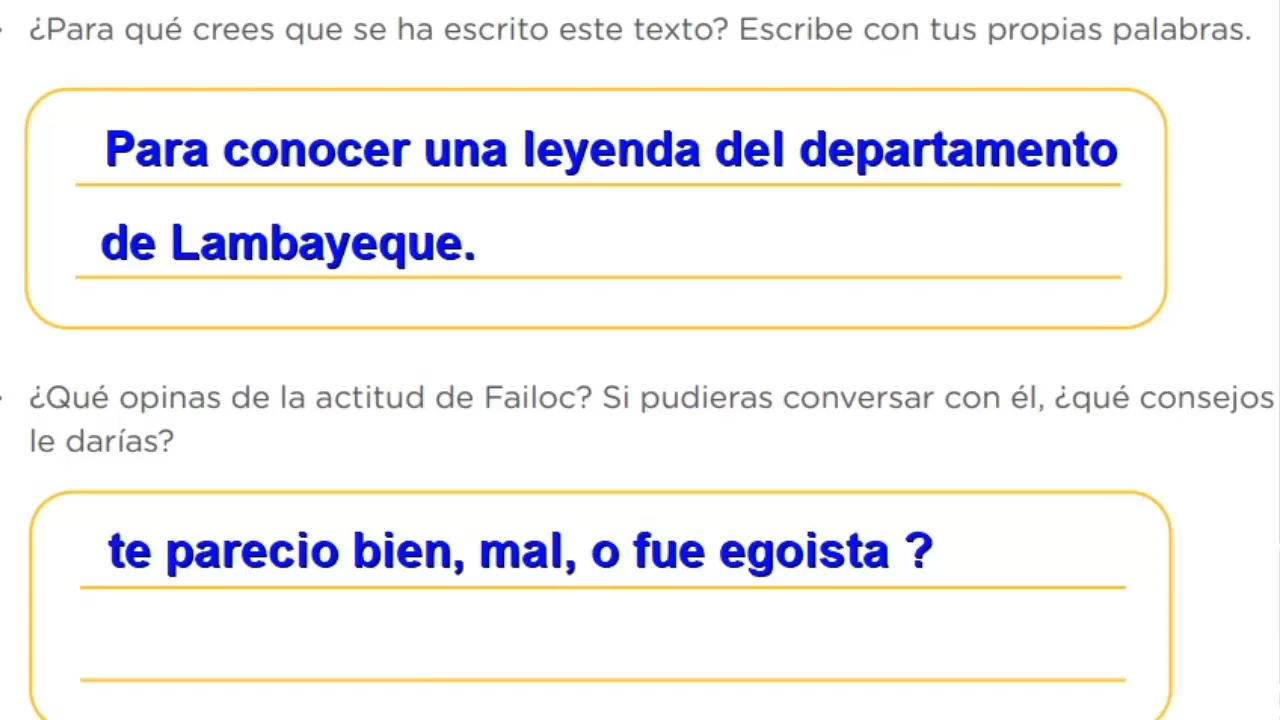 ¿Para qué crees que se ha escrito este texto? Escribe con tus propias palabras.
Para conocer una leyenda del departamento
de Lambayeque.
¿Qué opinas de la actitud de Failoc? Si pudieras conversar con él, ¿qué consejos
le darías?
te parecio bien, mal, o fue egoista ?